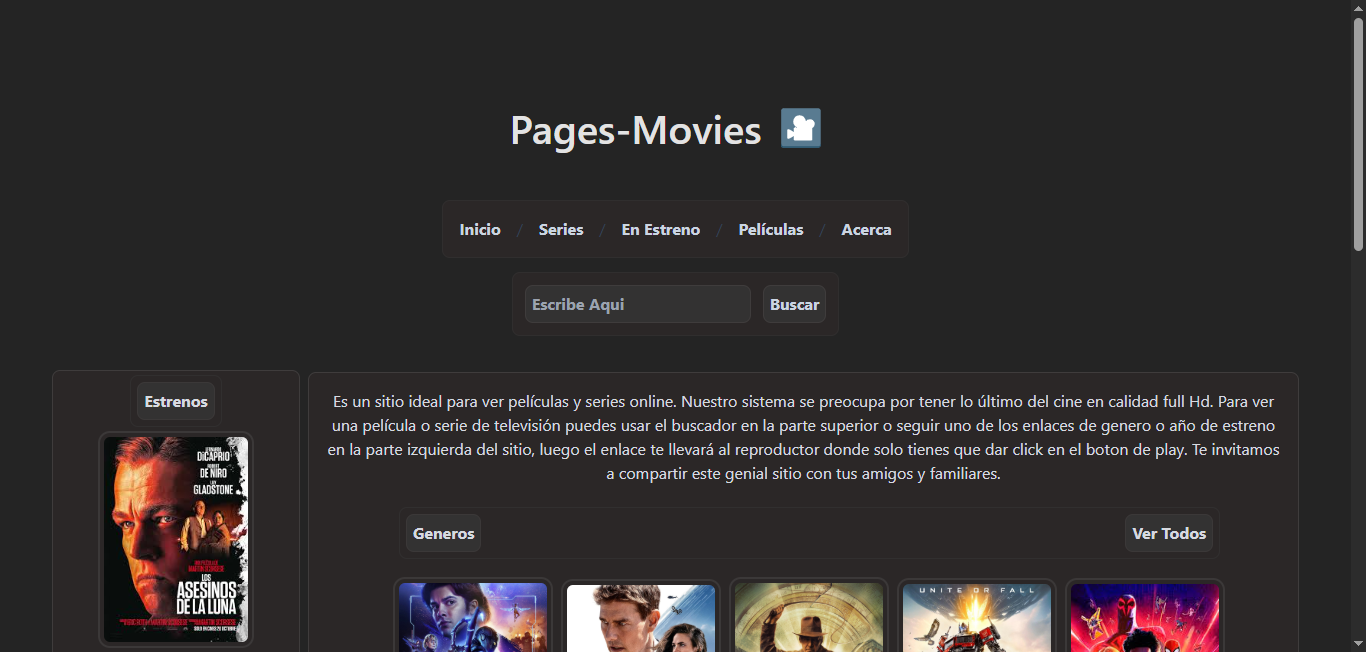 Pages-Movies
Inicio / Series / En Estreno / Películas / Acerca
Escribe Aqui Buscar
Estrenos
LEONARDO
DiCAPRIO
ROBERT
DE NIRO
LILY
GLADSTONE
LOS
ASESINOS
DE LA LUNA
Es un sitio ideal para ver películas y series online. Nuestro sistema se preocupa por tener lo último del cine en calidad full Hd. Para ver
una película o serie de televisión puedes usar el buscador en la parte superior o seguir uno de los enlaces de genero o año de estreno
en la parte izquierda del sitio, luego el enlace te llevará al reproductor donde solo tienes que dar click en el boton de play. Te invitamos
a compartir este genial sitio con tus amigos y familiares.
Generos Ver Todos
UNITE OR FALL